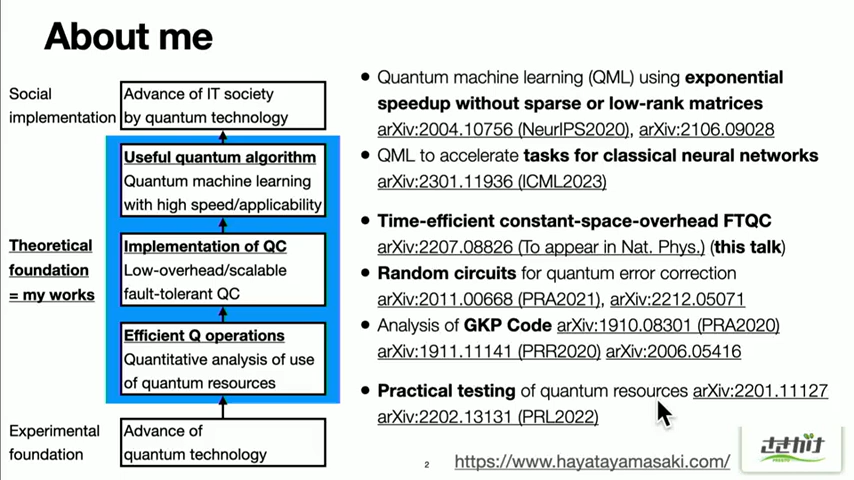 About me
Social
implementation
Advance of IT society
by quantum technology
Useful quantum algorithm
Quantum machine learning
with high speed/applicability
Theoretical
foundation
= my works
Implementation of QC
Low-overhead/scalable
fault-tolerant QC
Efficient Q operations
Quantitative analysis of use
of quantum resources
Experimental
foundation
Advance of
quantum technology
• Quantum machine learning (QML) using exponential
speedup without sparse or low-rank matrices
arXiv:2004.10756 (NeurIPS2020), arXiv:2106.09028
• QML to accelerate tasks for classical neural networks
arXiv:2301.11936 (ICML2023)
• Time-efficient constant-space-overhead FTQC
arXiv:2207.08826 (To appear in Nat. Phys.) (this talk)
• Random circuits for quantum error correction
arXiv:2011.00668 (PRA2021), arXiv:2212.05071
• Analysis of GKP Code arXiv:1910.08301 (PRA2020)
arXiv:1911.11141 (PRR2020) arXiv:2006.05416
• Practical testing of quantum resources arXiv:2201.11127
arXiv:2202.13131 (PRL2022)
2
https://www.hayatayamasaki.com/
さきがけ
PRESTO